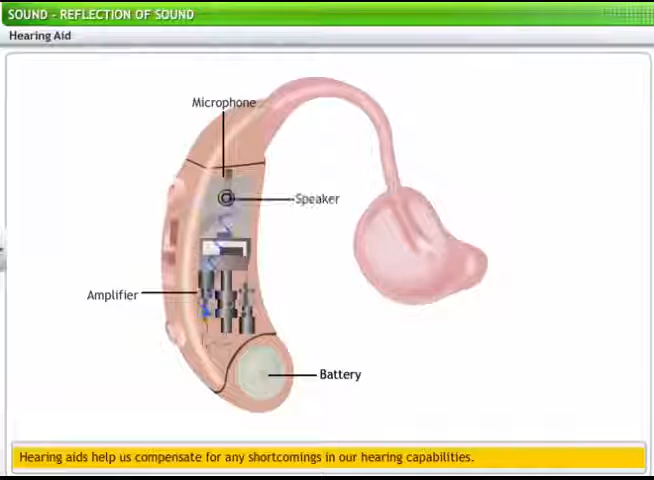 SOUND - REFLECTION OF SOUND
Hearing Aid
Microphone
Speaker
Amplifier
Battery
Hearing aids help us compensate for any shortcomings in our hearing capabilities.